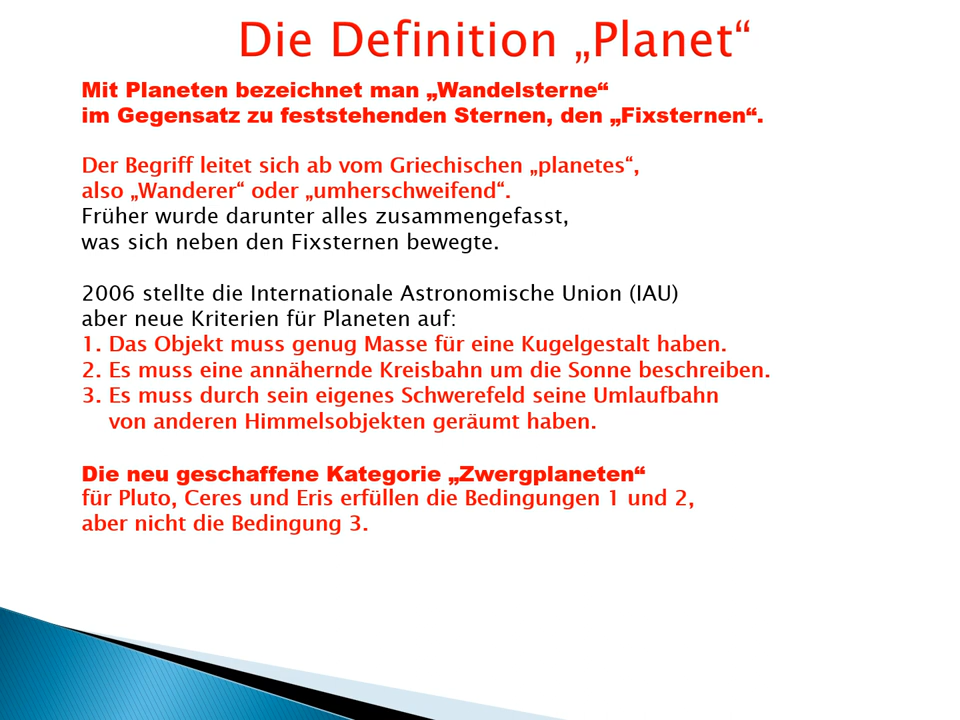 Die Definition „Planet“
Mit Planeten bezeichnet man „Wandelsterne“
im Gegensatz zu feststehenden Sternen, den „Fixsternen“.
Der Begriff leitet sich ab vom Griechischen „planetes“,
also „Wanderer“ oder „umherschweifend“.
Früher wurde darunter alles zusammengefasst,
was sich neben den Fixsternen bewegte.
2006 stellte die Internationale Astronomische Union (IAU)
aber neue Kriterien für Planeten auf:
1. Das Objekt muss genug Masse für eine Kugelgestalt haben.
2. Es muss eine annähernde Kreisbahn um die Sonne beschreiben.
3. Es muss durch sein eigenes Schwerefeld seine Umlaufbahn
von anderen Himmelsobjekten geräumt haben.
Die neu geschaffene Kategorie „Zwergplaneten“
für Pluto, Ceres und Eris erfüllen die Bedingungen 1 und 2,
aber nicht die Bedingung 3.